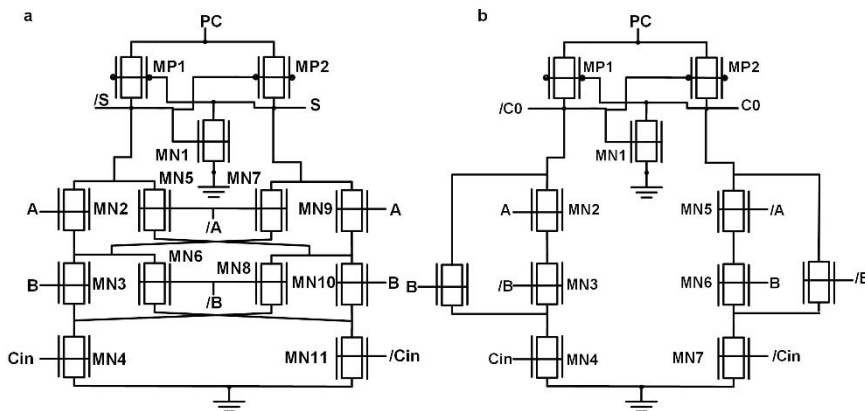 a
PC
MP1
MP2
/S
S
MN1
MN5
MN7
A
MN2
MN9
A
/A
MN6
MN8
B
MN3
MN10
B
/B
Cin
MN4
MN11
/Cin
b
PC
MP1
MP2
/C0
C0
MN1
A
MN2
MN5
/A
B
/B
MN3
MN6
B
/B
Cin
MN4
MN7
/Cin